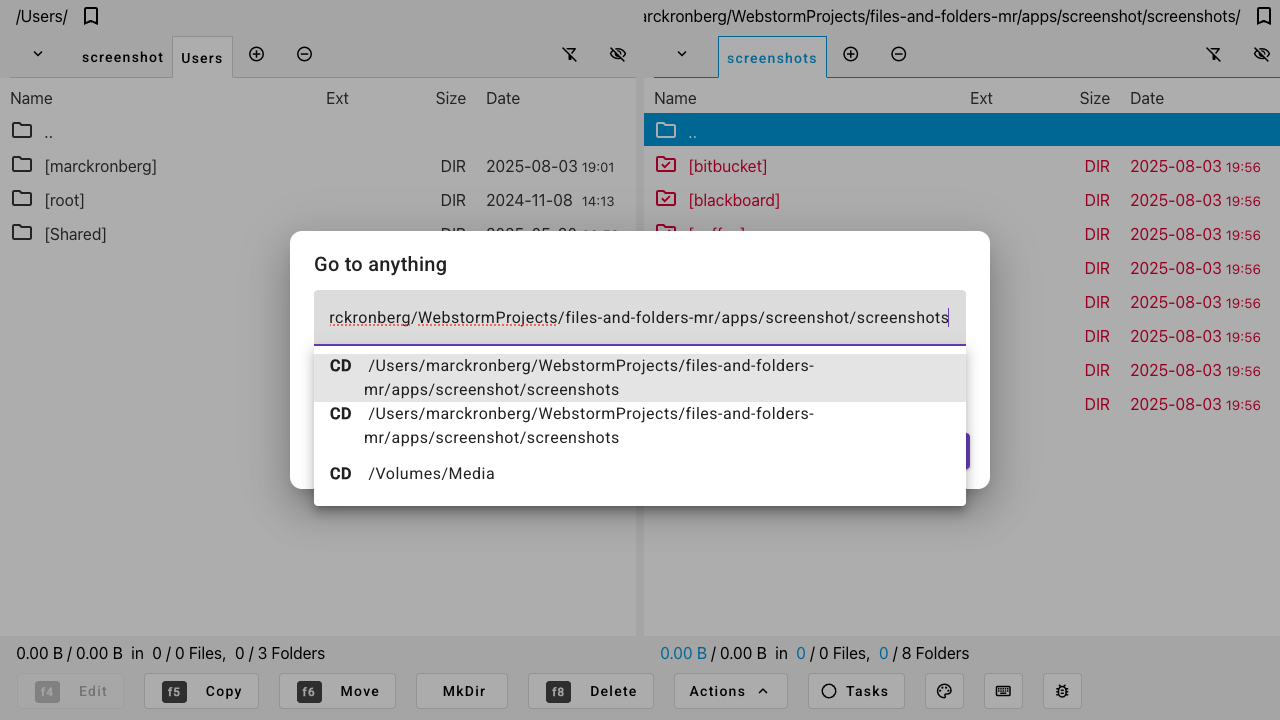 /Users/
rckronberg/WebstormProjects/files-and-folders-mr/apps/screenshot/screenshots/
screenshot Users
screenshots
Name Ext Size Date
Name Ext Size Date
..
..
[marckronberg] DIR 2025-08-03 19:01
[bitbucket] DIR 2025-08-03 19:56
[root] DIR 2024-11-08 14:13
[blackboard] DIR 2025-08-03 19:56
[Shared] DIR
DIR 2025-08-03 19:56
DIR 2025-08-03 19:56
DIR 2025-08-03 19:56
DIR 2025-08-03 19:56
DIR 2025-08-03 19:56
DIR 2025-08-03 19:56
Go to anything
rckronberg/WebstormProjects/files-and-folders-mr/apps/screenshot/screenshots
CD /Users/marckronberg/WebstormProjects/files-and-folders-
mr/apps/screenshot/screenshots
CD /Users/marckronberg/WebstormProjects/files-and-folders-
mr/apps/screenshot/screenshots
CD /Volumes/Media
0.00 B / 0.00 B in 0 / 0 Files, 0 / 3 Folders
0.00 B / 0.00 B in 0 / 0 Files, 0 / 8 Folders
f4 Edit f5 Copy f6 Move MkDir f8 Delete Actions Tasks